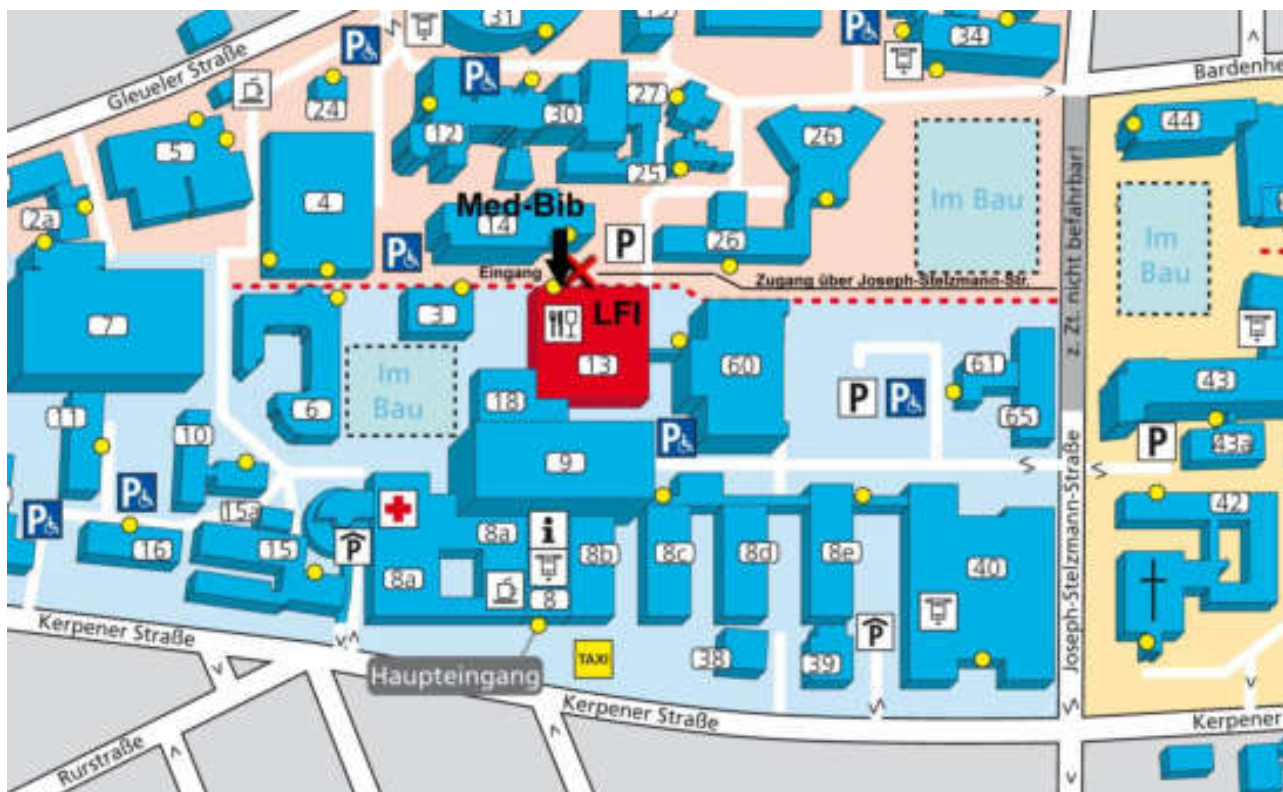 31
34
Gleueler Straße
Bardenhe
24
27
30
12
44
5
26
25
4
Im Bau
Med-Bib
2a
14
Im
Bau
26
P
Eingang
Zugang über Joseph-Stelzmann-Str.
z. Zt. nicht befahrbar!
7
3
LFI
13
60
61
43
Im
Bau
6
18
P
65
11
10
P
43a
9
15a
42
16
15
P
8a
i
8b
8c
8d
8e
8a
8
40
Joseph-Stelzmann-Straße
Kerpener Straße
P
38
39
TAXI
Haupteingang
Kerpener Straße
Kerpener
Rurstraße